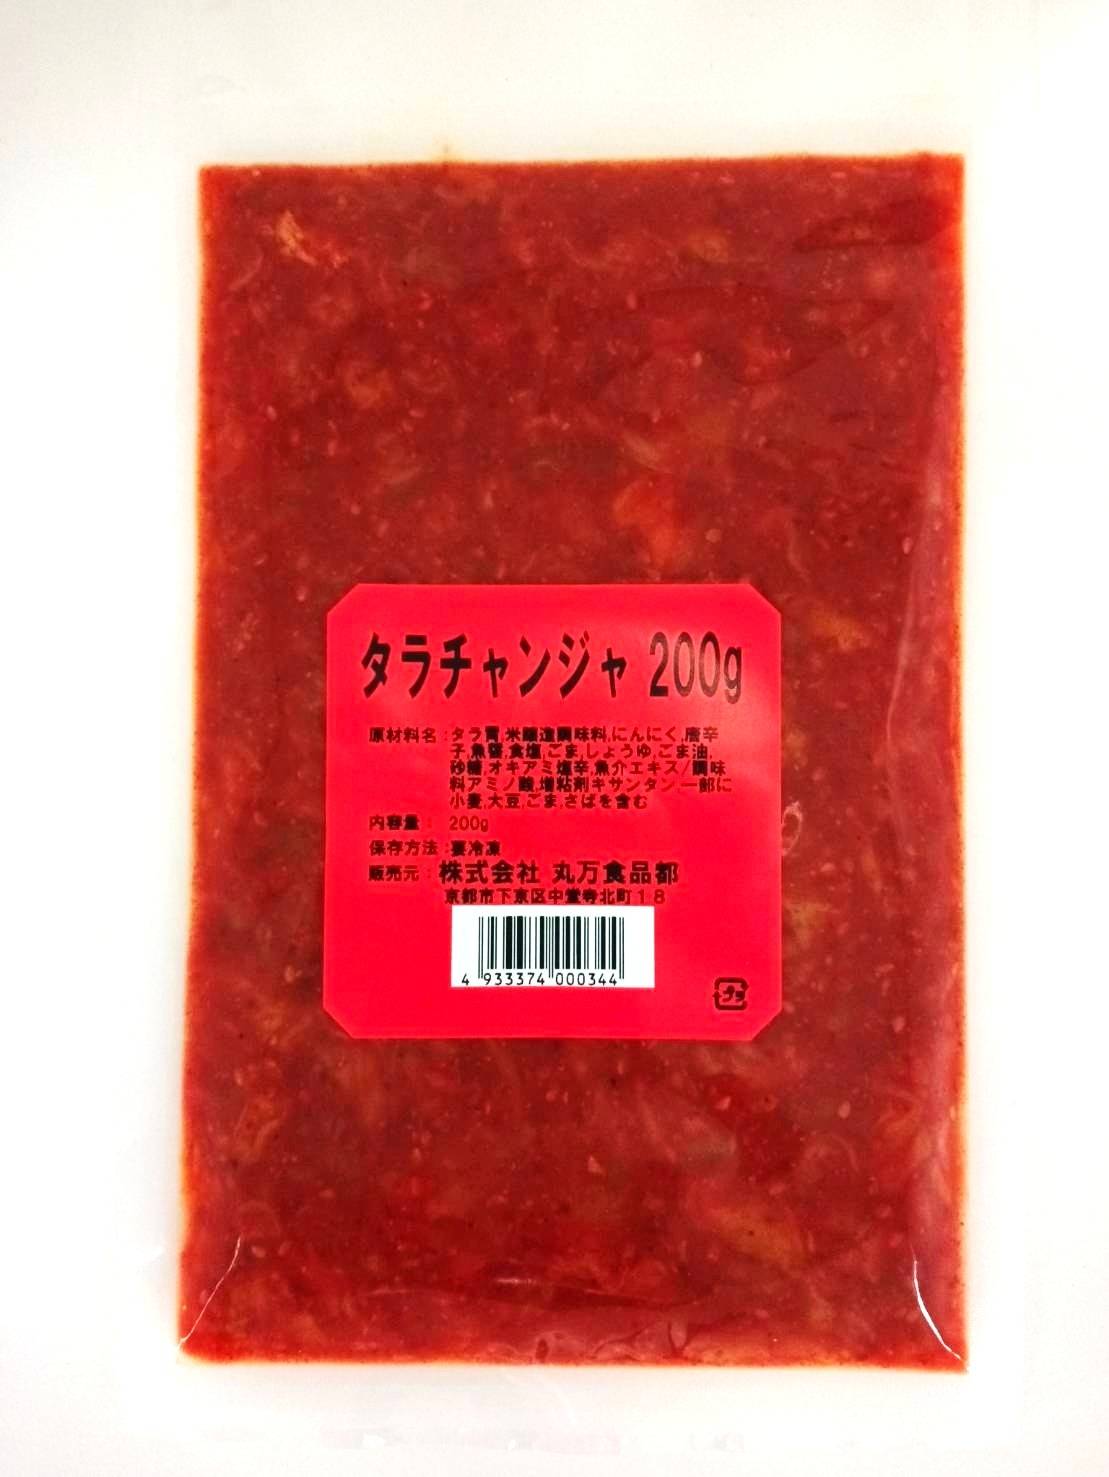 タラチャンジャ 200g
原材料名：タラ胃,米醸造調味料,にんにく,唐辛
子,魚醤,食塩,ごま,しょうゆ,ごま油,
砂糖,オキアミ塩辛,魚介エキス/調味
料アミノ酸,増粘剤キサンタン,一部に
小麦,大豆,ごま,さばを含む
内容量： 200g
保存方法：要冷凍
販売元：株式会社 丸万食品都
京都市下京区中堂寺北町18
4 933374 000344
プラ